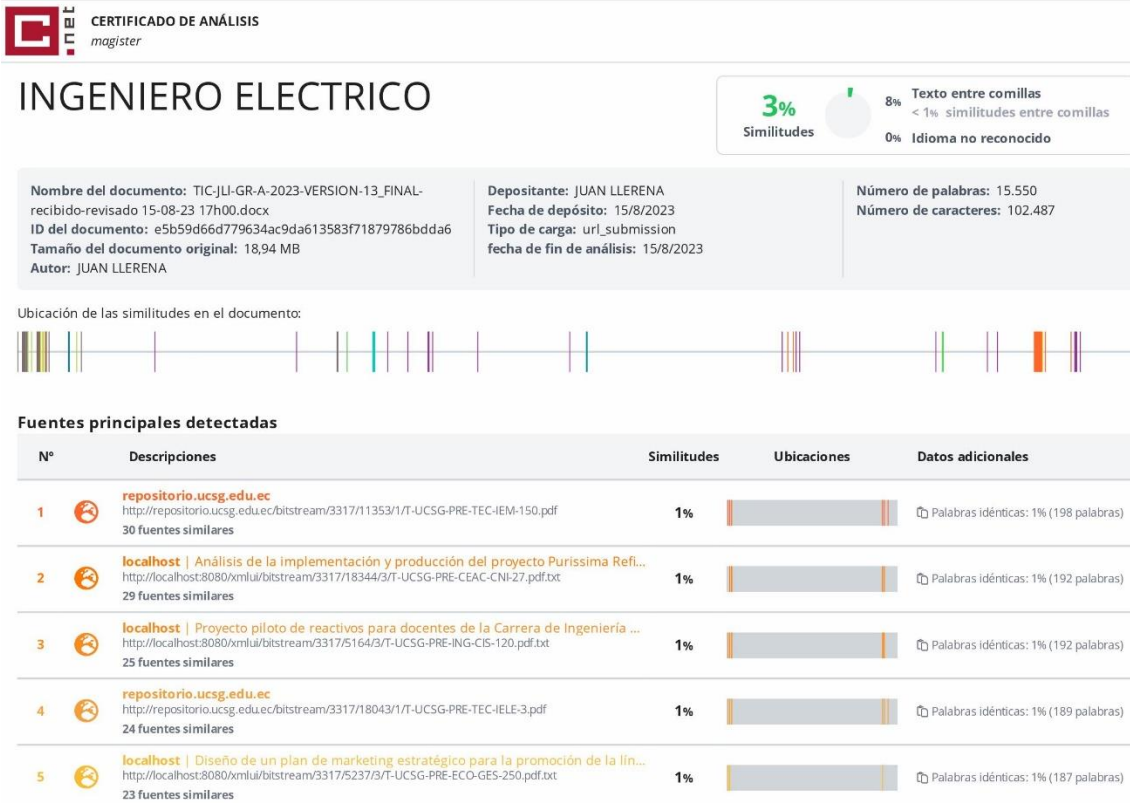 C.net
CERTIFICADO DE ANÁLISIS
magister
INGENIERO ELECTRICO
3%
Similitudes
8% Texto entre comillas
< 1% similitudes entre comillas
0% Idioma no reconocido
Nombre del documento: TIC-JLI-GR-A-2023-VERSION-13_FINAL-
recibido-revisado 15-08-23 17h00.docx
ID del documento: e5b59d66d779634ac9da613583f71879786bdda6
Tamaño del documento original: 18,94 MB
Autor: JUAN LLERENA
Depositante: JUAN LLERENA
Fecha de depósito: 15/8/2023
Tipo de carga: url_submission
fecha de fin de análisis: 15/8/2023
Número de palabras: 15.550
Número de caracteres: 102.487
Ubicación de las similitudes en el documento:
Fuentes principales detectadas
N° Descripciones Similitudes Ubicaciones Datos adicionales
1 repositorio.ucsg.edu.ec
http://repositorio.ucsg.edu.ec/bitstream/3317/11353/1/T-UCSG-PRE-TEC-IEM-150.pdf
30 fuentes similares
1% Palabras idénticas: 1% (198 palabras)
2 localhost | Análisis de la implementación y producción del proyecto Purissima Refi...
http://localhost:8080/xmlui/bitstream/3317/18344/3/T-UCSG-PRE-CEAC-CNI-27.pdf.txt
29 fuentes similares
1% Palabras idénticas: 1% (192 palabras)
3 localhost | Proyecto piloto de reactivos para docentes de la Carrera de Ingeniería ...
http://localhost:8080/xmlui/bitstream/3317/5164/3/T-UCSG-PRE-ING-CIS-120.pdf.txt
25 fuentes similares
1% Palabras idénticas: 1% (192 palabras)
4 repositorio.ucsg.edu.ec
http://repositorio.ucsg.edu.ec/bitstream/3317/18043/1/T-UCSG-PRE-TEC-IELE-3.pdf
24 fuentes similares
1% Palabras idénticas: 1% (189 palabras)
5 localhost | Diseño de un plan de marketing estratégico para la promoción de la lín...
http://localhost:8080/xmlui/bitstream/3317/5237/3/T-UCSG-PRE-ECO-GES-250.pdf.txt
23 fuentes similares
1% Palabras idénticas: 1% (187 palabras)